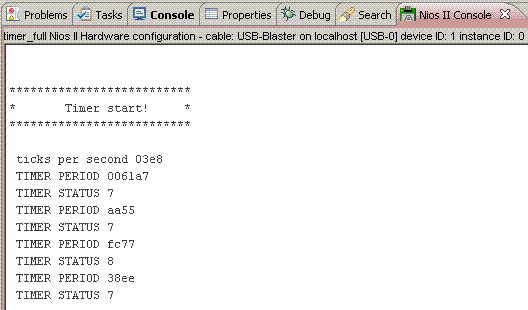 Problems Tasks Console Properties Debug Search Nios II Console
timer_full Nios II Hardware configuration - cable: USB-Blaster on localhost [USB-0] device ID: 1 instance ID: 0
**************************
* Timer start! *
**************************
ticks per second 03e8
TIMER PERIOD 0061a7
TIMER STATUS 7
TIMER PERIOD aa55
TIMER STATUS 7
TIMER PERIOD fc77
TIMER STATUS 8
TIMER PERIOD 38ee
TIMER STATUS 7